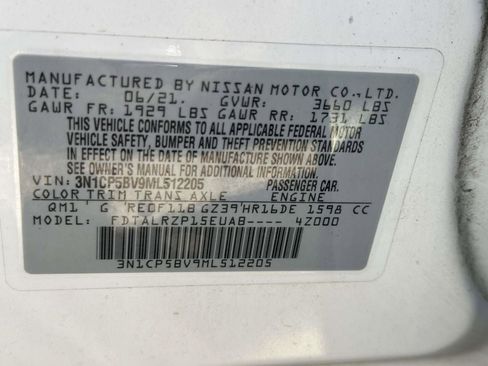 MANUFACTURED BY NISSAN MOTOR CO.,LTD.
DATE: 06/21. GVWR: 3660 LBS
GAWR FR: 1929 LBS GAWR RR: 1731 LBS
THIS VEHICLE CONFORMS TO ALL APPLICABLE FEDERAL MOTOR
VEHICLE SAFETY, BUMPER AND THEFT PREVENTION STANDARDS
IN EFFECT ON THE DATE OF MANUFACTURE SHOWN ABOVE.
SEE OWNER'S MANUAL FOR ADDITIONAL INFORMATION.
VIN: 3N1CP5BV9ML512205 PASSENGER CAR.
COLOR TRIM TRANS AXLE ENGINE
QM1 G RE0F11B GZ39 HR16DE 1598 CC
MODEL: FDTALRZP15EUAB---- 4Z000
3N1CP5BV9ML512205